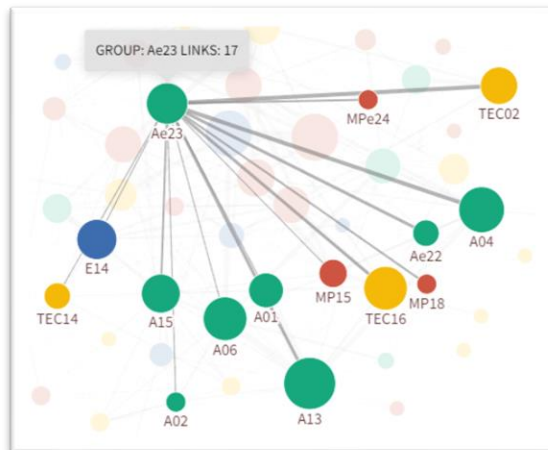 GROUP: Ae23 LINKS: 17
Ae23
MPe24
TEC02
A04
Ae22
E14
MP15
MP18
TEC16
TEC14
A15
A01
A06
A02
A13